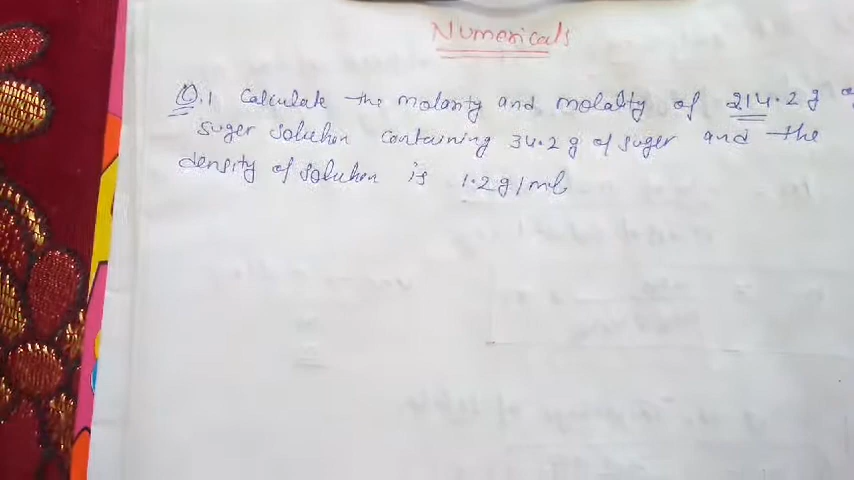 Numericals
Q.1 Calculate the molarity and molality of 214.2 g of
suger solution containing 34.2 g of suger and the
density of solution is 1.2 g/ml